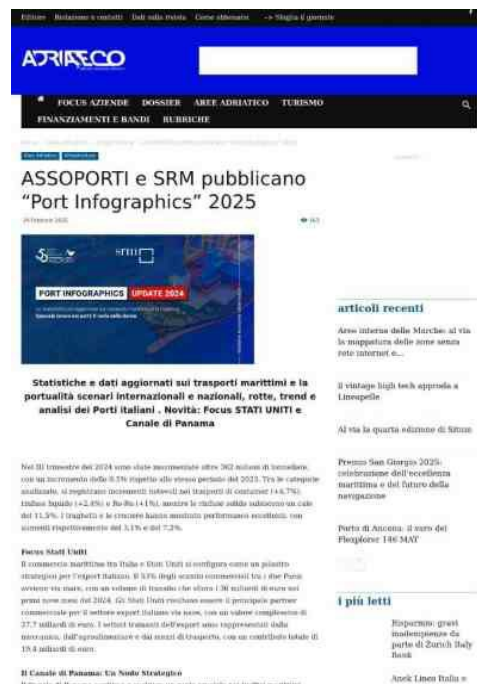 Editore Redazione e contatti Dati sulla rivista Come abbonarsi -> Sfoglia il giornale
ADRIAECO
FOCUS AZIENDE DOSSIER AREE ADRIATICO TURISMO
FINANZIAMENTI E BANDI RUBRICHE
ASSOPORTI e SRM pubblicano
“Port Infographics” 2025
Febbraio 2025
srm
PORT INFOGRAPHICS UPDATE 2024
Statistiche e dati aggiornati sui trasporti marittimi e la
portualità scenari internazionali e nazionali, rotte, trend e
analisi dei Porti italiani . Novità: Focus STATI UNITI e
Canale di Panama
Nel III trimestre del 2024 sono state movimentate oltre 362 milioni di tonnellate,
con un incremento dello 0.5% rispetto allo stesso periodo del 2023. Tra le categorie
analizzate, si registrano incrementi notevoli nei trasporti di container (+4,7%),
rinfuse liquide (+2,4%) e Ro-Ro (+1%), mentre le rinfuse solide subiscono un calo
del 11,5%. I traghetti e le crociere hanno mostrato performance eccellenti, con
aumenti rispettivamente del 3,1% e del 7,2%.
Focus Stati Uniti
Il commercio marittimo tra Italia e Stati Uniti si configura come un pilastro
strategico per l'export italiano. Il 53% degli scambi commerciali tra i due Paesi
avviene via mare, con un volume di transito che sfiora i 36 miliardi di euro nei
primi nove mesi del 2024. Gli Stati Uniti risultano essere il principale partner
commerciale per il settore export italiano via nave, con un valore complessivo di
27,7 miliardi di euro. I settori trainanti dell'export sono rappresentati dalla
meccanica, dall'agroalimentare e dai mezzi di trasporto, con un contributo totale di
19,4 miliardi di euro.
Il Canale di Panama: Un Nodo Strategico
articoli recenti
Aree interne delle Marche: al via
la mappatura delle zone senza
rete internet e...
Il vintage high tech approda a
Lineapelle
Al via la quarta edizione di
Premio San Giorgio 2025:
celebrazione dell'eccellenza
marittima e del futuro della
navigazione
Porto di Ancona: il varo del
Flexplorer 146 MAT
i più letti
Risparmio: gravi
inadempienze da
parte di Zurich Italy
Bank
Anek Lines Italia e